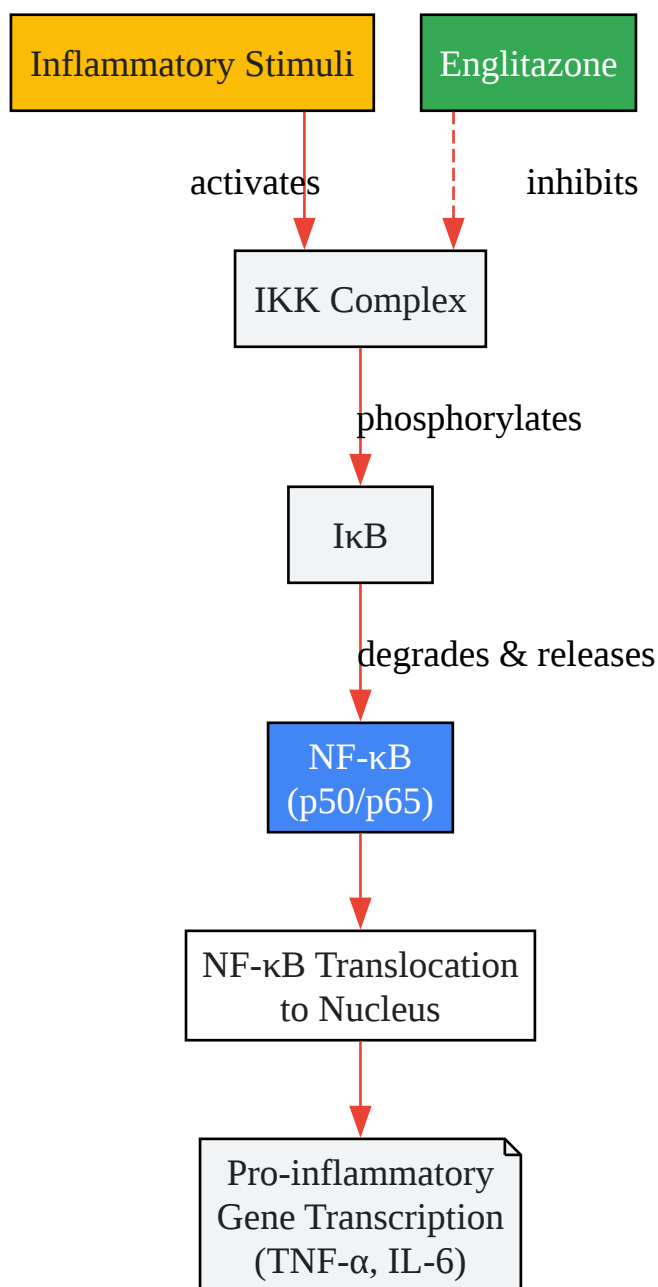 Inflammatory Stimuli
Englitazone
activates
inhibits
IKK Complex
phosphorylates
IκB
degrades & releases
NF-κB
(p50/p65)
NF-κB Translocation
to Nucleus
Pro-inflammatory
Gene Transcription
(TNF-α, IL-6)